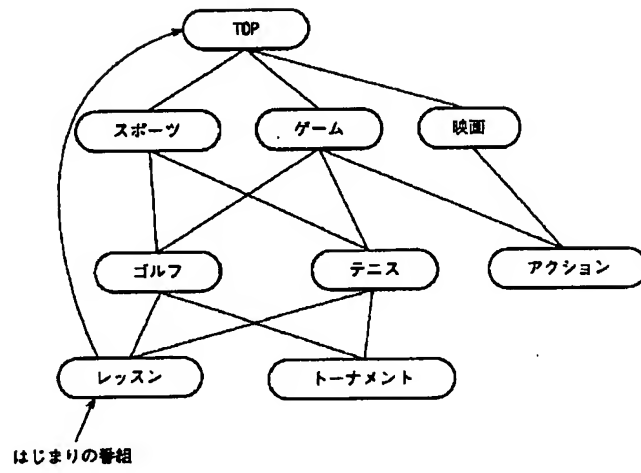 TOP
スポーツ
ゲーム
映画
ゴルフ
テニス
アクション
レッスン
トーナメント
はじまりの番組